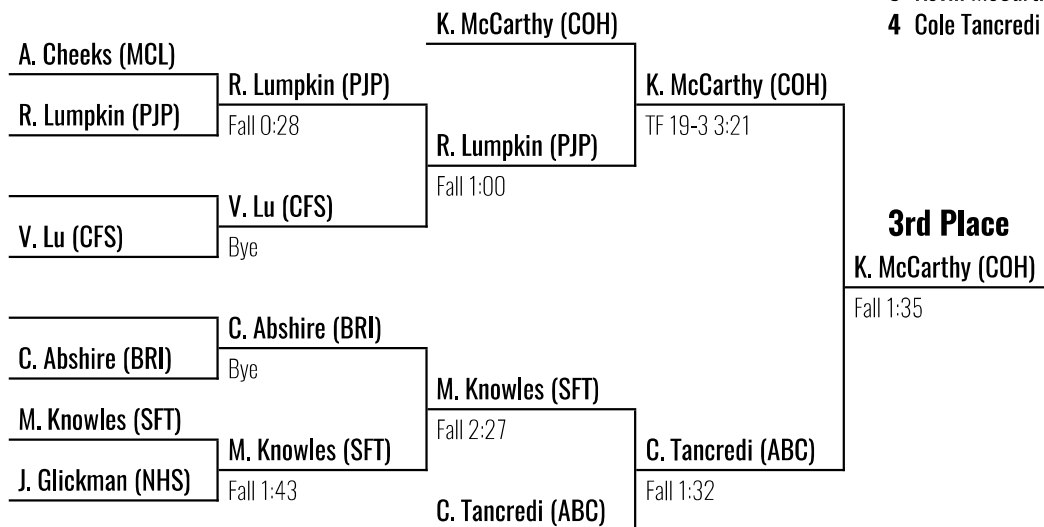 4 Cole Tancredi
K. McCarthy (COH)
A. Cheeks (MCL)
R. Lumpkin (PJP)
K. McCarthy (COH)
R. Lumpkin (PJP)
Fall 0:28
TF 19-3 3:21
R. Lumpkin (PJP)
Fall 1:00
V. Lu (CFS)
V. Lu (CFS)
Bye
3rd Place
K. McCarthy (COH)
Fall 1:35
C. Abshire (BRI)
C. Abshire (BRI)
Bye
M. Knowles (SFT)
M. Knowles (SFT)
Fall 2:27
M. Knowles (SFT)
C. Tancredi (ABC)
J. Glickman (NHS)
Fall 1:43
Fall 1:32
C. Tancredi (ABC)